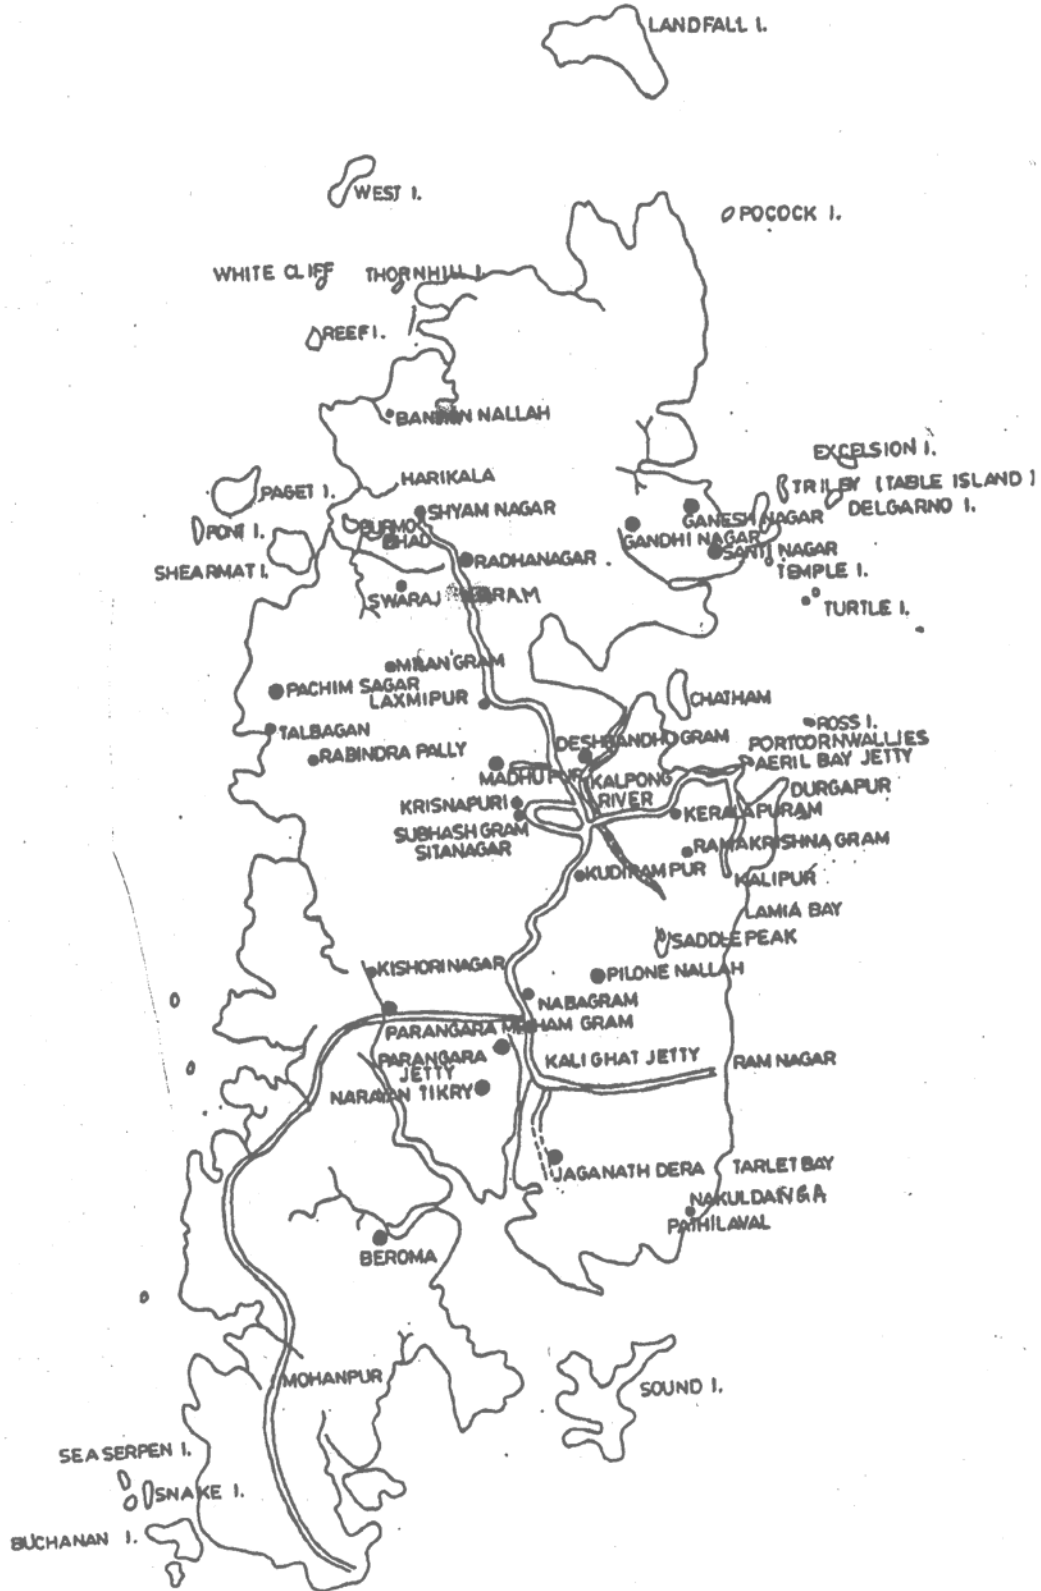 LANDFALL I.
WEST I.
POCOCK I.
WHITE CLIFF
THORNHILL I.
REEF I.
NALLAH
EXCELSION I.
HARIKALA
PAGET I.
TRILBY (TABLE ISLAND)
DELGARNO I.
SHYAM NAGAR
GANESH NAGAR
PONT I.
GANDHI NAGAR
SANTI NAGAR
SHEARMAT I.
RADHANAGAR
TEMPLE I.
SWARAJ
TURTLE I.
MILAN GRAM
PACHIM SAGAR
LAXMIPUR
CHATHAM
TALBAGAN
ROSS I.
DESHBANDHU GRAM
PORTCORNWALLIES
RABINDRA PALLY
AERIL BAY JETTY
MADHUPUR
KALPONG
RIVER
DURGAPUR
KRISNAPURI
KERALAPURAM
SUBHASH GRAM
SITANAGAR
RAMAKRISHNA GRAM
KUDIRAMPUR
KALIPUR
LAMIA BAY
SADDLE PEAK
KISHORINAGAR
PILONE NALLAH
NABAGRAM
PARANGARA
GRAM
PARANGARA
JETTY
KALIGHAT JETTY
RAM NAGAR
NARAYAN TIKRY
JAGANATH DERA
TARLET BAY
NAKULDANGA
PATHILAVAL
BEROMA
MOHANPUR
SOUND I.
SEA SERPEN I.
SNAKE I.
BUCHANAN I.